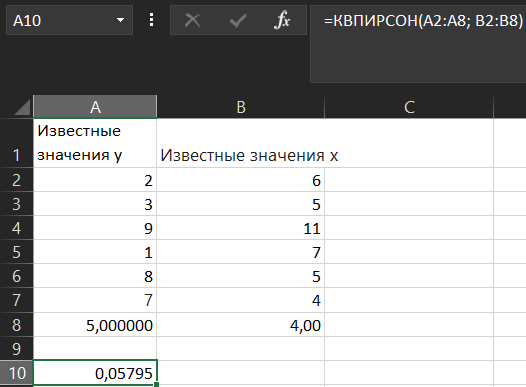 A10 fx =КВПИРСОН(A2:A8; B2:B8)
A B C
Известные
значения y
1 Известные значения x
2 2 6
3 3 5
4 9 11
5 1 7
6 8 5
7 7 4
8 5,000000 4,00
9
10 0,05795